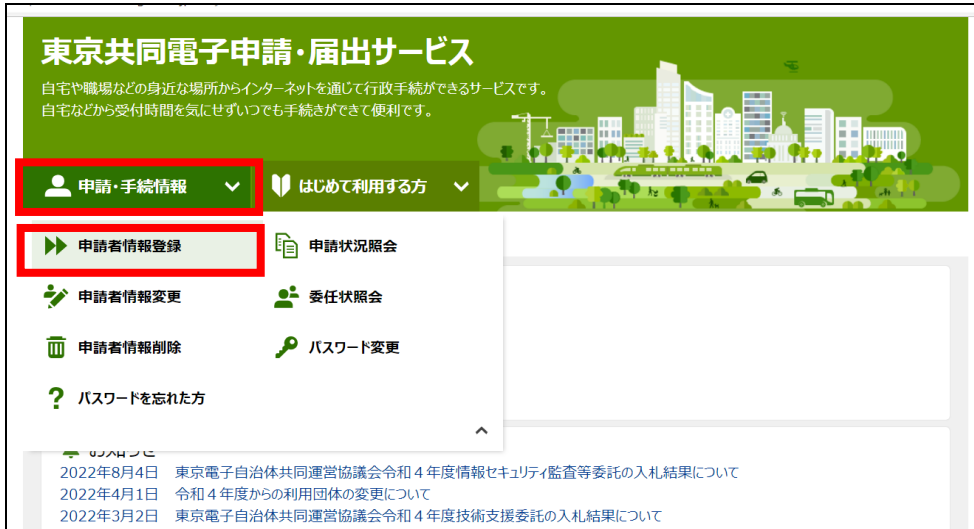 東京共同電子申請・届出サービス
自宅や職場などの身近な場所からインターネットを通じて行政手続ができるサービスです。
自宅などから受付時間を気にせずいつでも手続きができて便利です。
申請・手続情報
はじめて利用する方
申請者情報登録
申請状況照会
申請者情報変更
委任状照会
申請者情報削除
パスワード変更
パスワードを忘れた方
お知らせ
2022年8月4日 東京電子自治体共同運営協議会令和４年度情報セキュリティ監査等委託の入札結果について
2022年4月1日 令和４年度からの利用団体の変更について
2022年3月2日 東京電子自治体共同運営協議会令和４年度技術支援委託の入札結果について